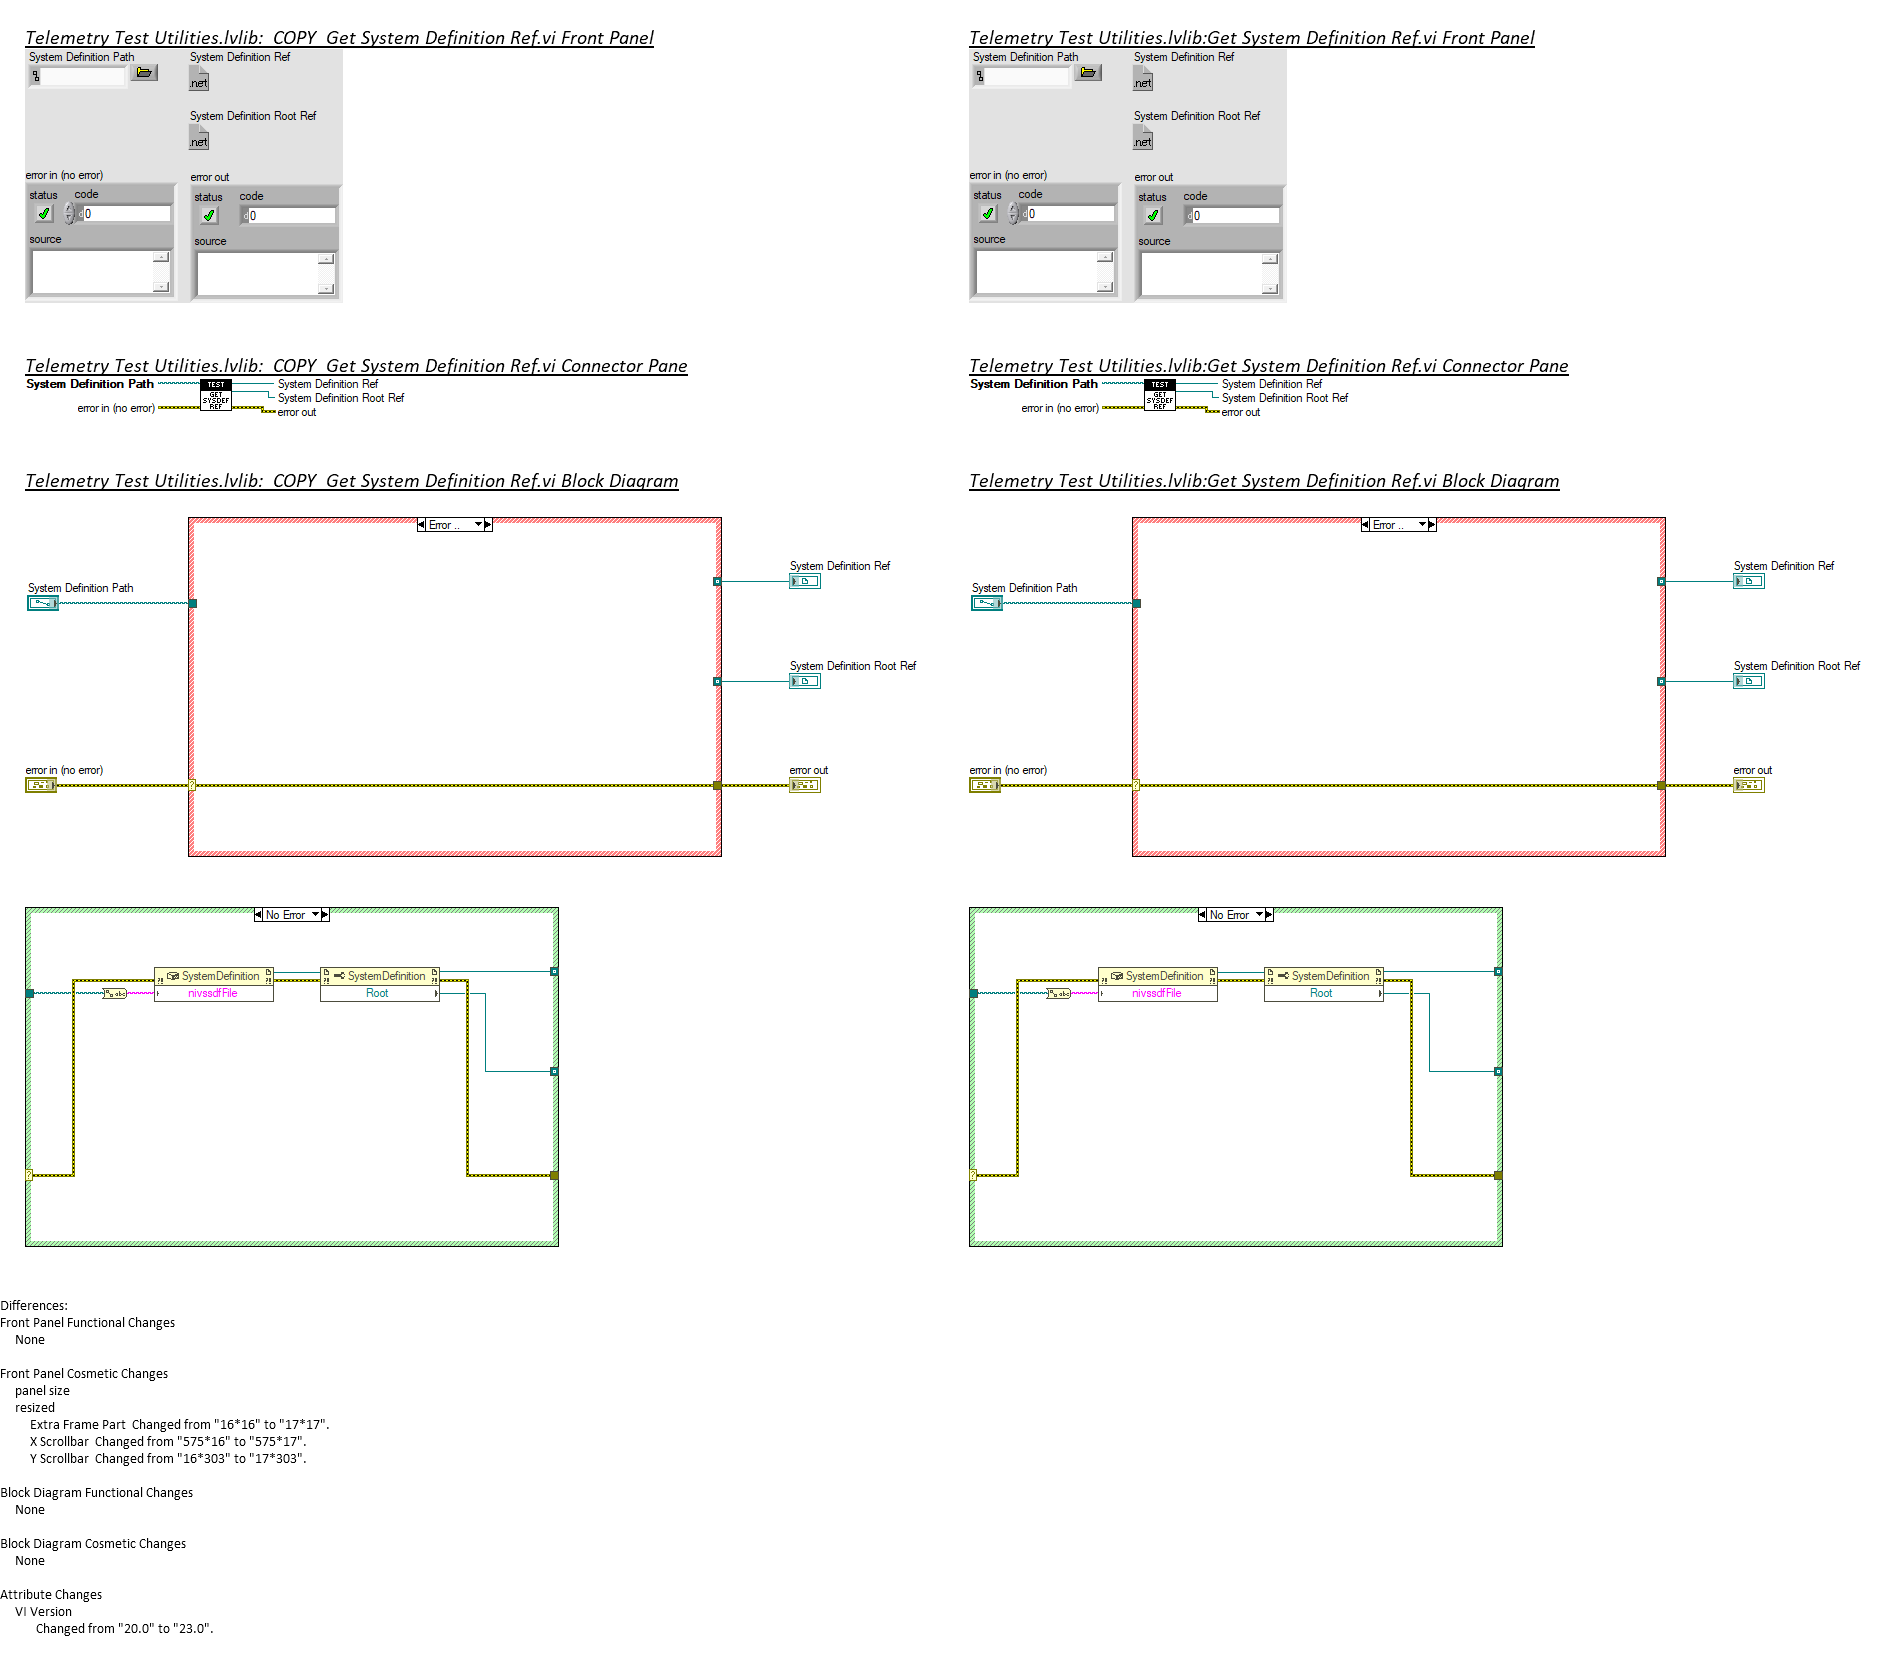 Telemetry Test Utilities.lvlib:  COPY  Get System Definition Ref.vi Front Panel
System Definition Path
System Definition Ref
.net
System Definition Root Ref
.net
error in (no error)
status
code
d 0
source
error out
status
code
d 0
source
Telemetry Test Utilities.lvlib:Get System Definition Ref.vi Front Panel
System Definition Path
System Definition Ref
.net
System Definition Root Ref
.net
error in (no error)
status
code
d 0
source
error out
status
code
d 0
source
Telemetry Test Utilities.lvlib:  COPY  Get System Definition Ref.vi Connector Pane
System Definition Path
error in (no error)
TEST
GET
SYSDEF
REF
System Definition Ref
System Definition Root Ref
error out
Telemetry Test Utilities.lvlib:Get System Definition Ref.vi Connector Pane
System Definition Path
error in (no error)
TEST
GET
SYSDEF
REF
System Definition Ref
System Definition Root Ref
error out
Telemetry Test Utilities.lvlib:  COPY  Get System Definition Ref.vi Block Diagram
Error ..
System Definition Path
System Definition Ref
System Definition Root Ref
error in (no error)
?
error out
No Error
SystemDefinition
nivssdfFile
SystemDefinition
Root
abc
?! ?!
?! ?!
?
Telemetry Test Utilities.lvlib:Get System Definition Ref.vi Block Diagram
Error ..
System Definition Path
System Definition Ref
System Definition Root Ref
error in (no error)
?
error out
No Error
SystemDefinition
nivssdfFile
SystemDefinition
Root
abc
?! ?!
?! ?!
?
Differences:
Front Panel Functional Changes
None
Front Panel Cosmetic Changes
panel size
resized
Extra Frame Part  Changed from "16*16" to "17*17".
X Scrollbar  Changed from "575*16" to "575*17".
Y Scrollbar  Changed from "16*303" to "17*303".
Block Diagram Functional Changes
None
Block Diagram Cosmetic Changes
None
Attribute Changes
VI Version
Changed from "20.0" to "23.0".